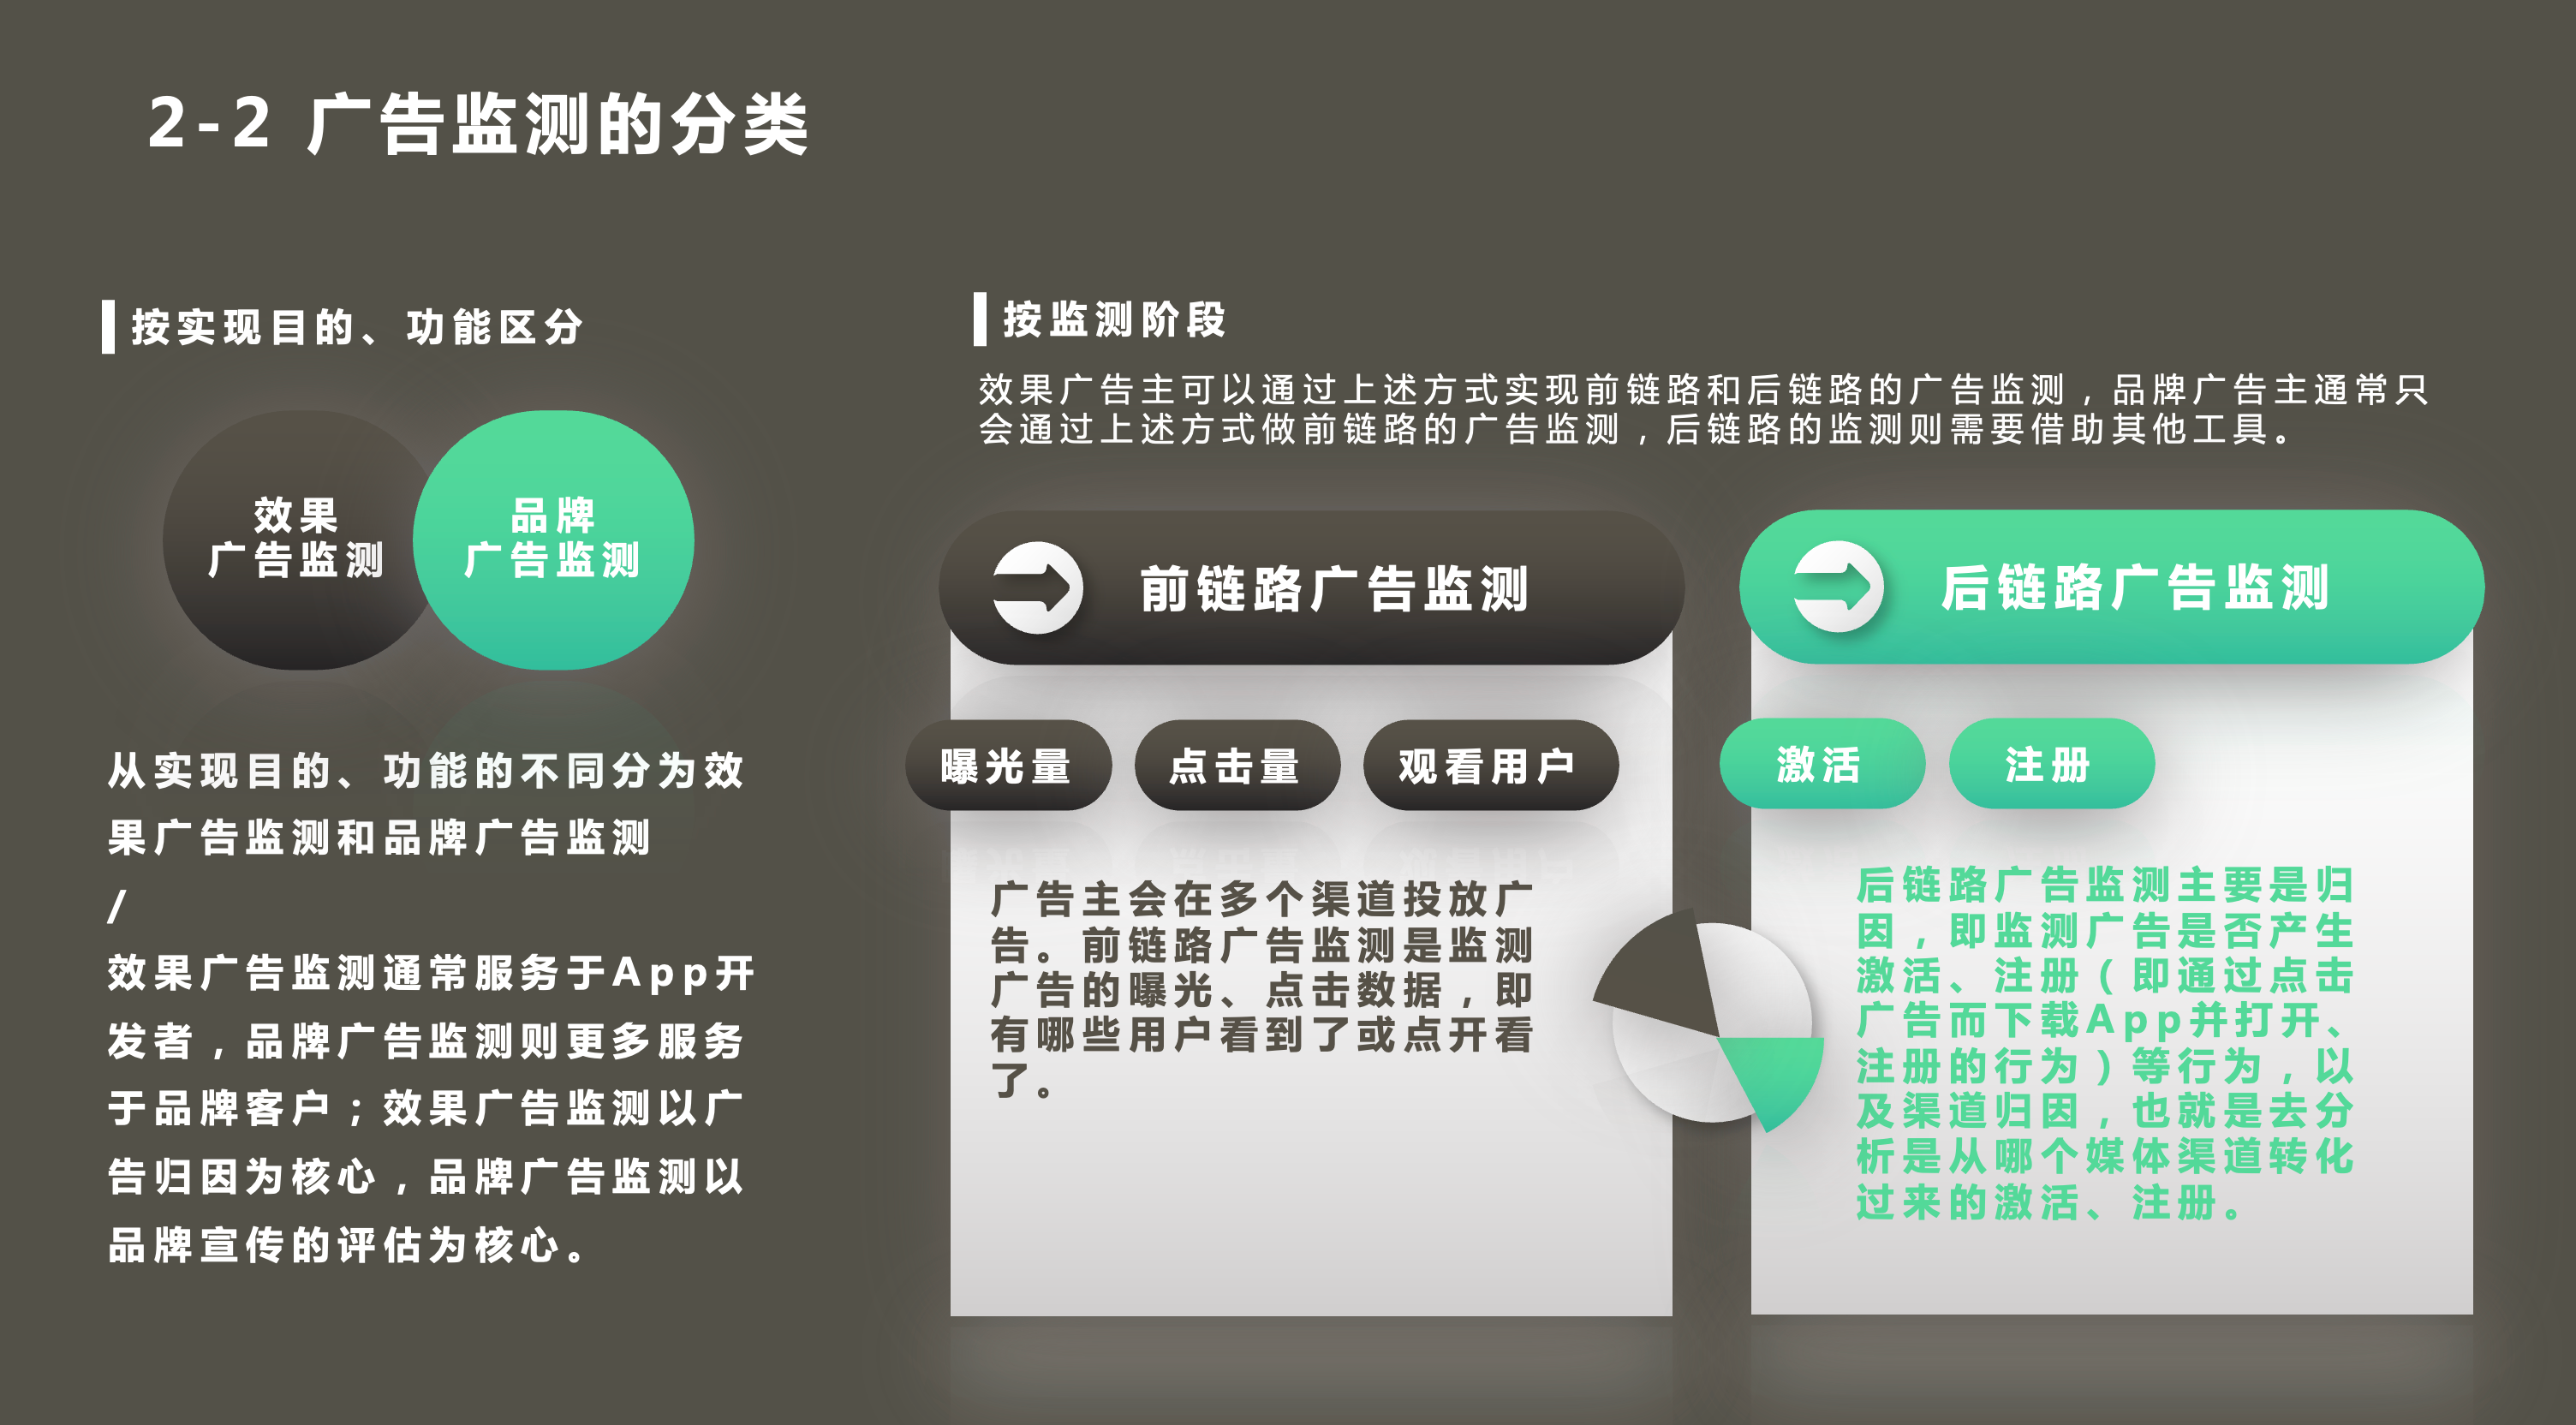 2-2 广告监测的分类
按实现目的、功能区分
效果
广告监测
品牌
广告监测
从实现目的、功能的不同分为效
果广告监测和品牌广告监测
/
效果广告监测通常服务于App开
发者，品牌广告监测则更多服务
于品牌客户；效果广告监测以广
告归因为核心，品牌广告监测以
品牌宣传的评估为核心。
按监测阶段
效果广告主可以通过上述方式实现前链路和后链路的广告监测，品牌广告主通常只
会通过上述方式做前链路的广告监测，后链路的监测则需要借助其他工具。
前链路广告监测
曝光量
点击量
观看用户
广告主会在多个渠道投放广
告。前链路广告监测是监测
广告的曝光、点击数据，即
有哪些用户看到了或点开看
了。
后链路广告监测
激活
注册
后链路广告监测主要是归
因，即监测广告是否产生
激活、注册（即通过点击
广告而下载App并打开、
注册的行为）等行为，以
及渠道归因，也就是去分
析是从哪个媒体渠道转化
过来的激活、注册。